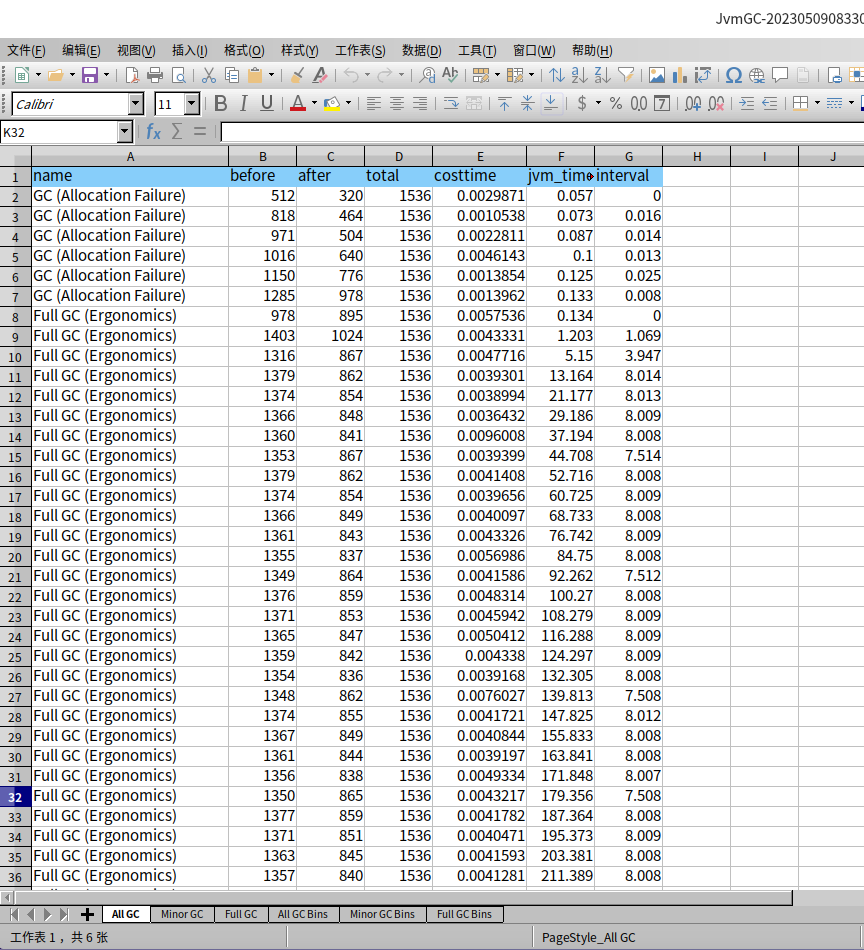 JvmGC-2023050908330
文件(F) 编辑(E) 视图(V) 插入(I) 格式(O) 样式(Y) 工作表(S) 数据(D) 工具(T) 窗口(W) 帮助(H)
Calibri 11
K32
A B C D E F G H I J
1 name before after total costtime jvm_time interval
2 GC (Allocation Failure) 512 320 1536 0.0029871 0.057 0
3 GC (Allocation Failure) 818 464 1536 0.0010538 0.073 0.016
4 GC (Allocation Failure) 971 504 1536 0.0022811 0.087 0.014
5 GC (Allocation Failure) 1016 640 1536 0.0046143 0.1 0.013
6 GC (Allocation Failure) 1150 776 1536 0.0013854 0.125 0.025
7 GC (Allocation Failure) 1285 978 1536 0.0013962 0.133 0.008
8 Full GC (Ergonomics) 978 895 1536 0.0057536 0.134 0
9 Full GC (Ergonomics) 1403 1024 1536 0.0043331 1.203 1.069
10 Full GC (Ergonomics) 1316 867 1536 0.0047716 5.15 3.947
11 Full GC (Ergonomics) 1379 862 1536 0.0039301 13.164 8.014
12 Full GC (Ergonomics) 1374 854 1536 0.0038994 21.177 8.013
13 Full GC (Ergonomics) 1366 848 1536 0.0036432 29.186 8.009
14 Full GC (Ergonomics) 1360 841 1536 0.0096008 37.194 8.008
15 Full GC (Ergonomics) 1353 867 1536 0.0039399 44.708 7.514
16 Full GC (Ergonomics) 1379 862 1536 0.0041408 52.716 8.008
17 Full GC (Ergonomics) 1374 854 1536 0.0039656 60.725 8.009
18 Full GC (Ergonomics) 1366 849 1536 0.0040097 68.733 8.008
19 Full GC (Ergonomics) 1361 843 1536 0.0043326 76.742 8.009
20 Full GC (Ergonomics) 1355 837 1536 0.0056986 84.75 8.008
21 Full GC (Ergonomics) 1349 864 1536 0.0041586 92.262 7.512
22 Full GC (Ergonomics) 1376 859 1536 0.0048314 100.27 8.008
23 Full GC (Ergonomics) 1371 853 1536 0.0045942 108.279 8.009
24 Full GC (Ergonomics) 1365 847 1536 0.0050412 116.288 8.009
25 Full GC (Ergonomics) 1359 842 1536 0.004338 124.297 8.009
26 Full GC (Ergonomics) 1354 836 1536 0.0039168 132.305 8.008
27 Full GC (Ergonomics) 1348 862 1536 0.0076027 139.813 7.508
28 Full GC (Ergonomics) 1374 855 1536 0.0041721 147.825 8.012
29 Full GC (Ergonomics) 1367 849 1536 0.0040844 155.833 8.008
30 Full GC (Ergonomics) 1361 844 1536 0.0039197 163.841 8.008
31 Full GC (Ergonomics) 1356 838 1536 0.0049334 171.848 8.007
32 Full GC (Ergonomics) 1350 865 1536 0.0043217 179.356 7.508
33 Full GC (Ergonomics) 1377 859 1536 0.0041782 187.364 8.008
34 Full GC (Ergonomics) 1371 851 1536 0.0040471 195.373 8.009
35 Full GC (Ergonomics) 1363 845 1536 0.0041593 203.381 8.008
36 Full GC (Ergonomics) 1357 840 1536 0.0041281 211.389 8.008
All GC Minor GC Full GC All GC Bins Minor GC Bins Full GC Bins
工作表 1，共 6 张 PageStyle_All GC